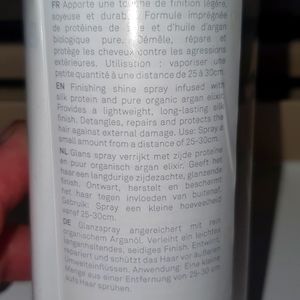 FR Apporte une touche de finition légère,
soyeuse et durable. Formule imprégnée
de protéines de soie et d'huile d'argan
biologique pure. Démêle, répare et
protège les cheveux contre les agressions
extérieures. Utilisation : vaporiser une
petite quantité à une distance de 25 à 30cm.
EN Finishing shine spray infused with
silk protein and pure organic argan elixir.
Provides a lightweight, long-lasting silk
finish. Detangles, repairs and protects the
hair against external damage. Use: Spray a
small amount from a distance of 25-30cm.
NL Glans spray verrijkt met zijde proteïne
en puur organisch argan elixir. Geeft het
haar een langdurige zijdezachte, glanzende
finish. Ontwart, herstelt en beschermt
het haar tegen invloeden van buitenaf.
Gebruik: Spray een kleine hoeveelheid
vanaf 25-30cm.
DE Glanzspray angereichert mit rein
organischem Arganöl. Verleiht ein leichtes
langanhaltendes, seidiges Finish. Entwirrt,
repariert und schützt das Haar vor äußeren
Umwelteinflüssen. Anwendung: Eine kleine
Menge aus einer Entfernung von 25-30 cm
aufs Haar sprühen.